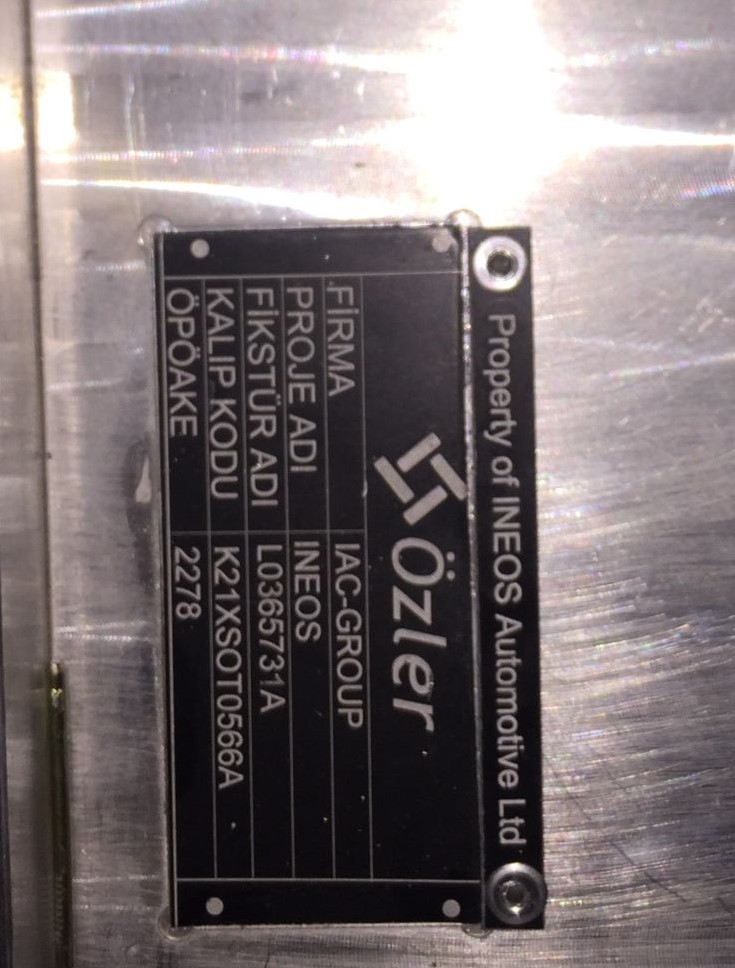 Property of INEOS Automotive Ltd
Özler
FİRMA IAC-GROUP
PROJE ADI INEOS
FİKSTÜR ADI L0365731A
KALIP KODU K21XSOT0566A
ÖPÖAKE 2278